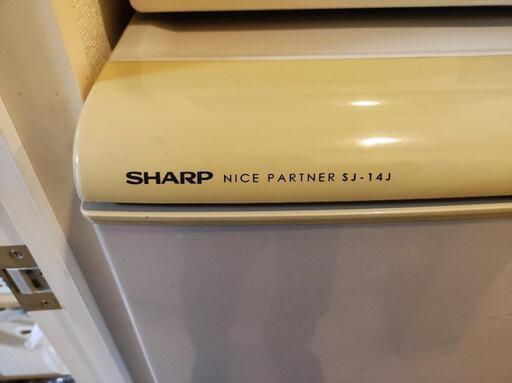 SHARP NICE PARTNER SJ-14J